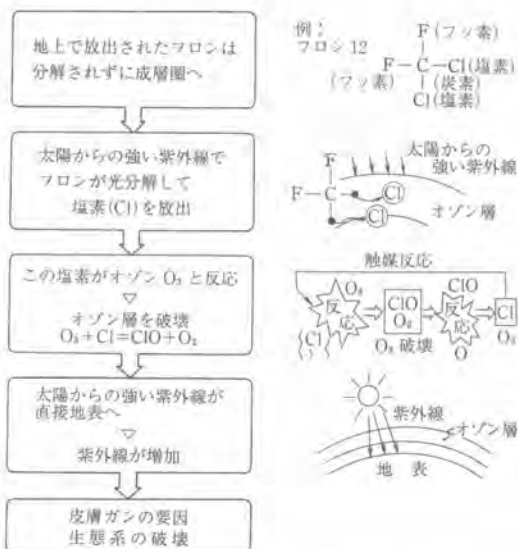 地上で放出されたフロンは
分解されずに成層圏へ
太陽からの強い紫外線で
フロンが光分解して
塩素(Cl)を放出
この塩素がオゾン O₃ と反応
▽
オゾン層を破壊
O₃+Cl=ClO+O₂
太陽からの強い紫外線が
直接地表へ
▽
紫外線が増加
皮膚ガンの要因
生態系の破壊
例：
フロン12
F(フッ素)
F－C－Cl(塩素)
(フッ素)
(炭素)
Cl(塩素)
太陽からの
強い紫外線
F
F－C
Cl
Cl
オゾン層
触媒反応
O₃
反応
Cl
ClO
O₂
O₃ 破壊
ClO
反応
O
Cl
O₂
紫外線
オゾン層
地 表